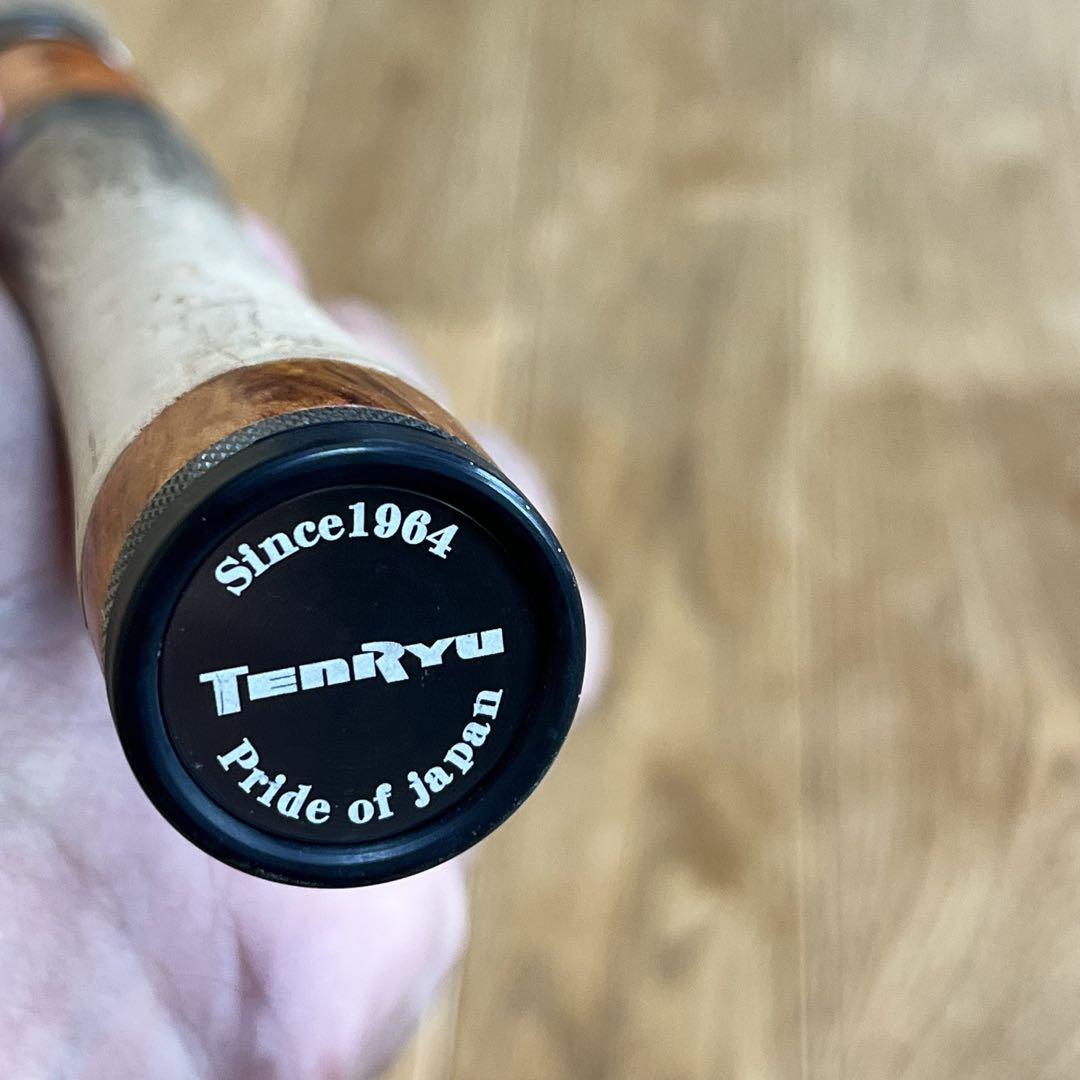 Since1964
TenRyu
Pride of japan